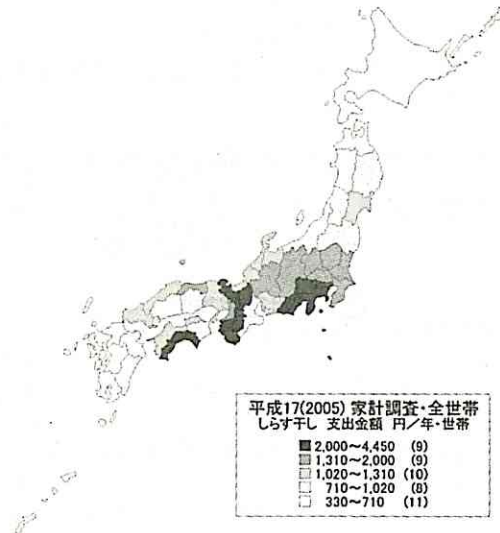 平成17(2005) 家計調査・全世帯
しらす干し 支出金額 円／年・世帯
2,000～4,450 (9)
1,310～2,000 (9)
1,020～1,310 (10)
710～1,020 (8)
330～710 (11)